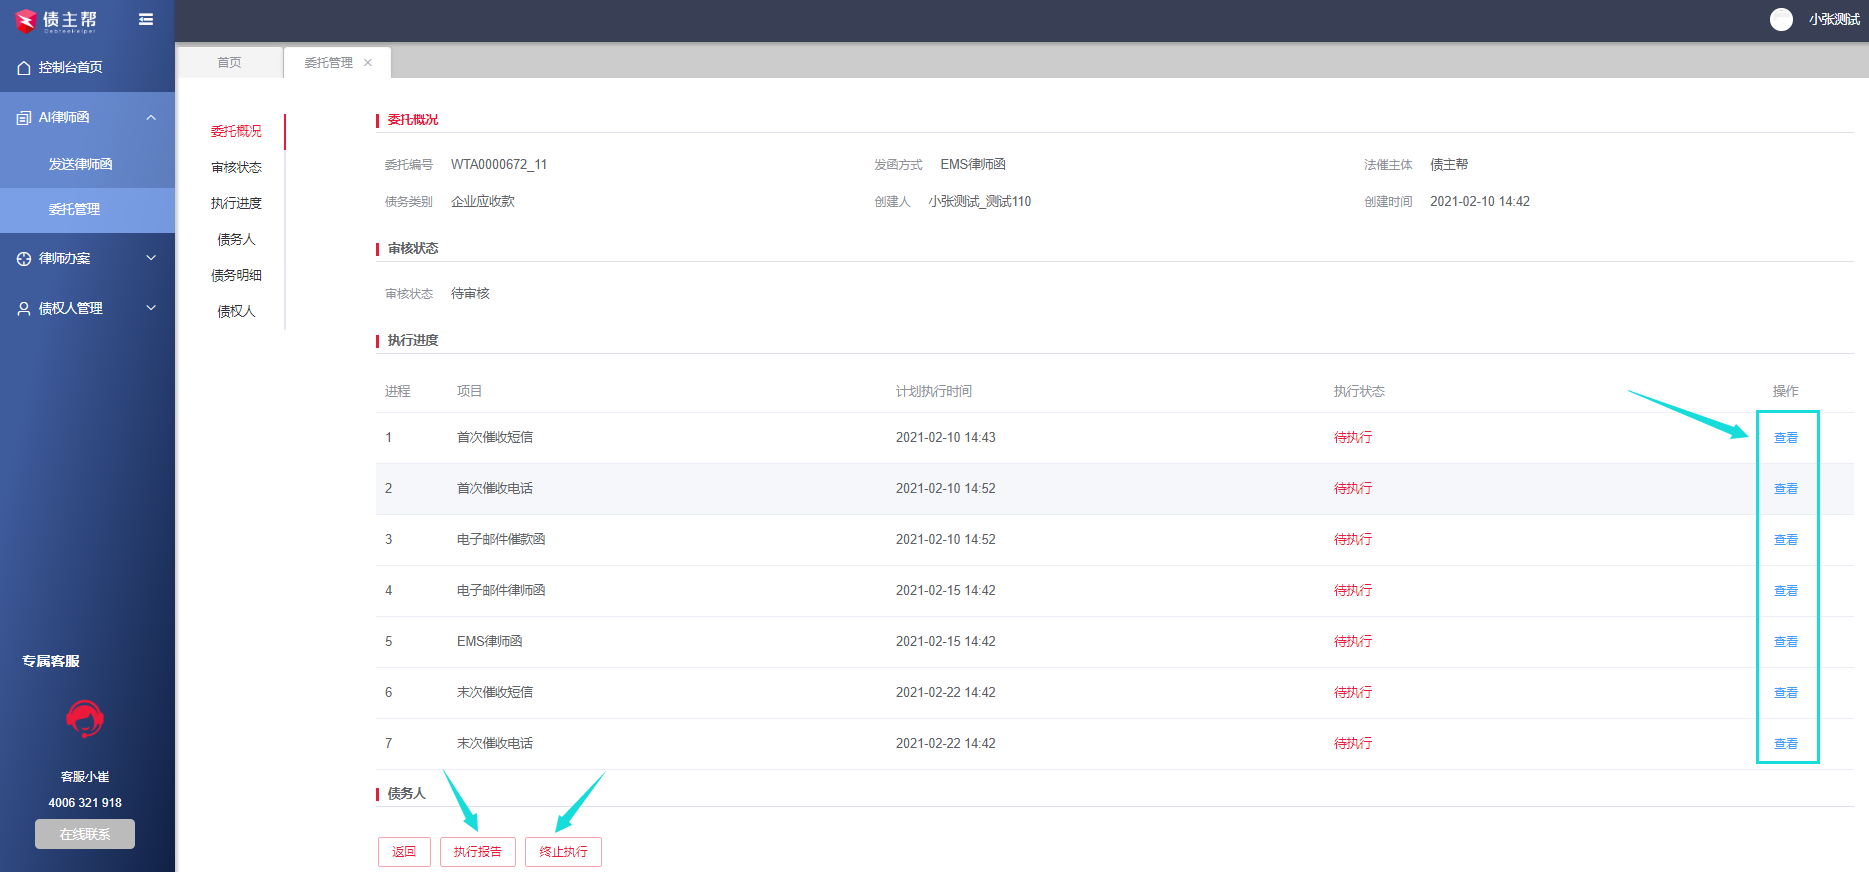 债主帮
DebteeHelper
小张测试
控制台首页
AI律师函
发送律师函
委托管理
律师办案
债权人管理
专属客服
客服小崔
4006 321 918
在线联系
首页
委托管理
委托概况
审核状态
执行进度
债务人
债务明细
债权人
委托概况
委托编号 WTA0000672_11 发函方式 EMS律师函 法催主体 债主帮
债务类别 企业应收款 创建人 小张测试_测试110 创建时间 2021-02-10 14:42
审核状态
审核状态 待审核
执行进度
进程 项目 计划执行时间 执行状态 操作
1 首次催收短信 2021-02-10 14:43 待执行 查看
2 首次催收电话 2021-02-10 14:52 待执行 查看
3 电子邮件催款函 2021-02-10 14:52 待执行 查看
4 电子邮件律师函 2021-02-15 14:42 待执行 查看
5 EMS律师函 2021-02-15 14:42 待执行 查看
6 末次催收短信 2021-02-22 14:42 待执行 查看
7 末次催收电话 2021-02-22 14:42 待执行 查看
债务人
返回 执行报告 终止执行